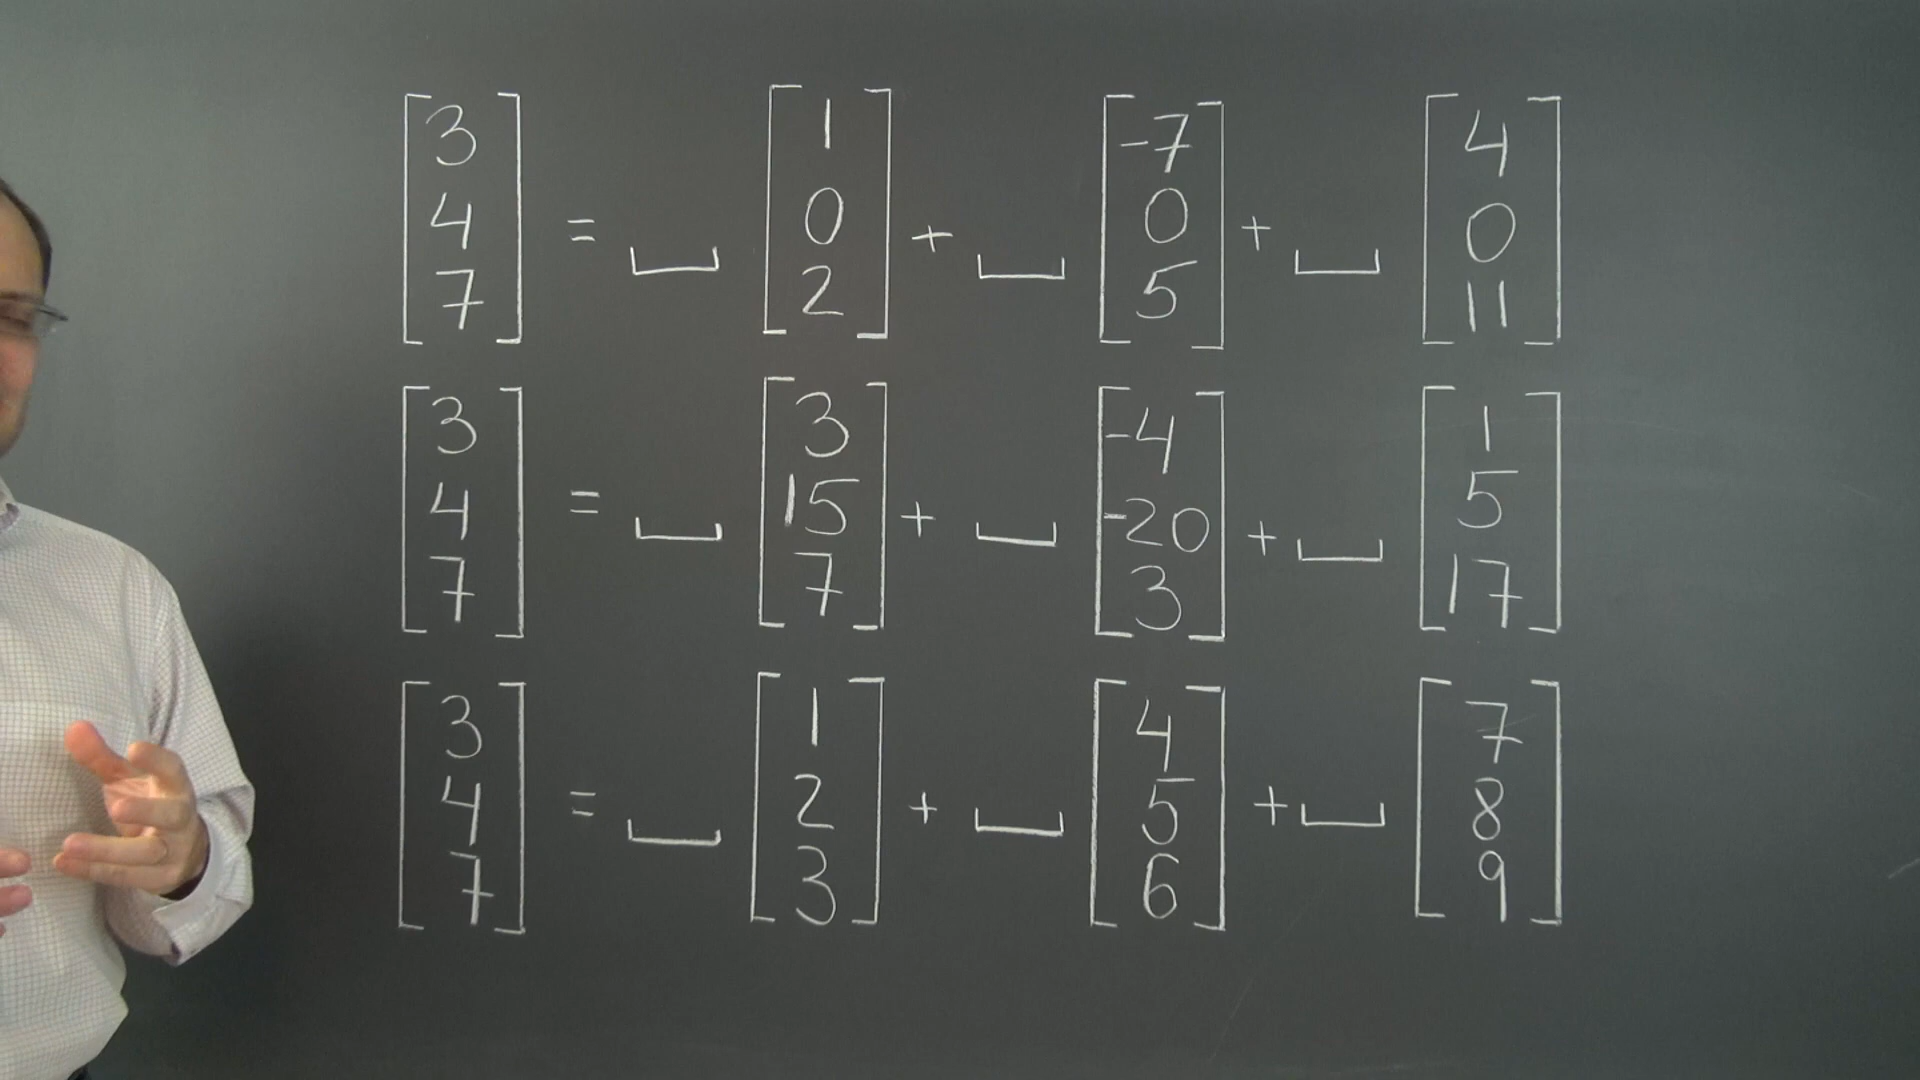 3 1 -7 4
4 = ⎵ 0 + ⎵ 0 + ⎵ 0
7 2 5 11
3 3 -4 1
4 = ⎵ 15 + ⎵ -20 + ⎵ 5
7 7 3 17
3 1 4 7
4 = ⎵ 2 + ⎵ 5 + ⎵ 8
7 3 6 9